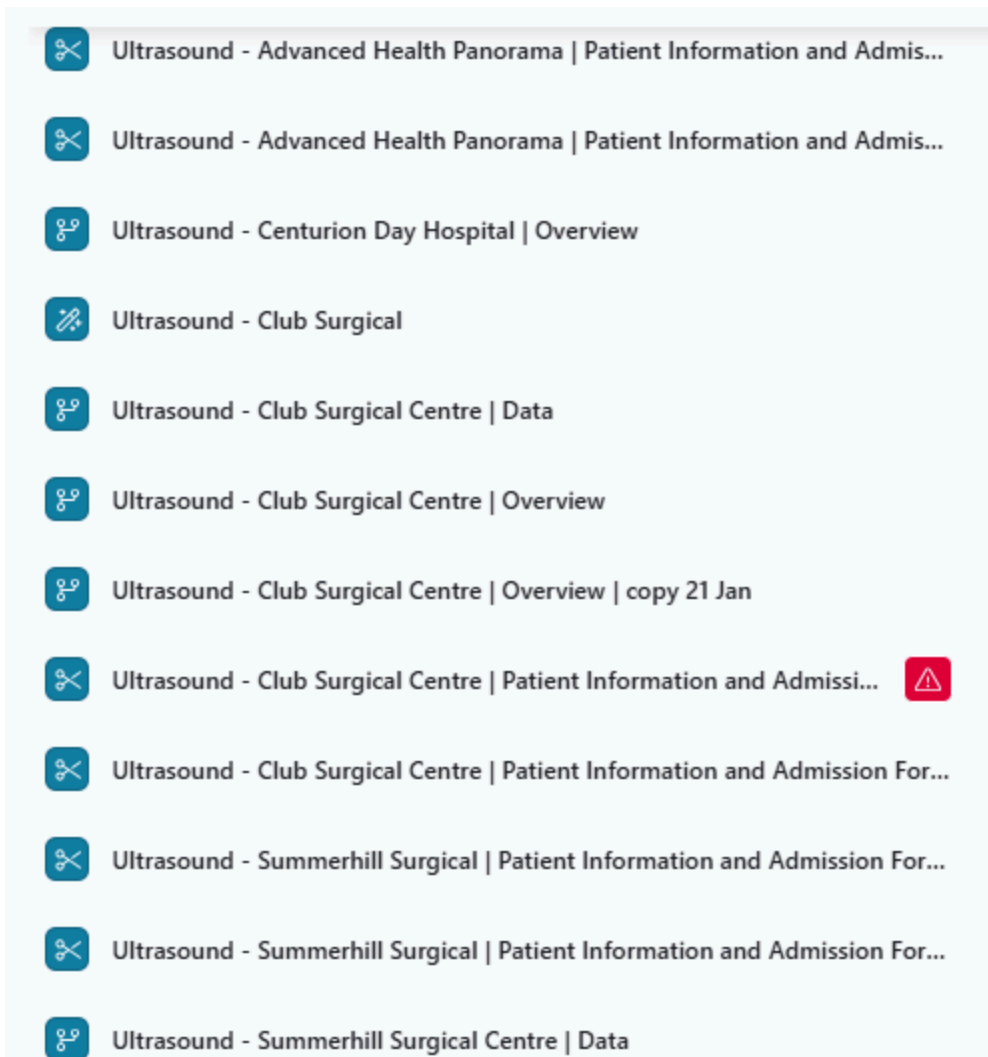 Ultrasound - Advanced Health Panorama | Patient Information and Admis...
Ultrasound - Advanced Health Panorama | Patient Information and Admis...
Ultrasound - Centurion Day Hospital | Overview
Ultrasound - Club Surgical
Ultrasound - Club Surgical Centre | Data
Ultrasound - Club Surgical Centre | Overview
Ultrasound - Club Surgical Centre | Overview | copy 21 Jan
Ultrasound - Club Surgical Centre | Patient Information and Admissi...
Ultrasound - Club Surgical Centre | Patient Information and Admission For...
Ultrasound - Summerhill Surgical | Patient Information and Admission For...
Ultrasound - Summerhill Surgical | Patient Information and Admission For...
Ultrasound - Summerhill Surgical Centre | Data